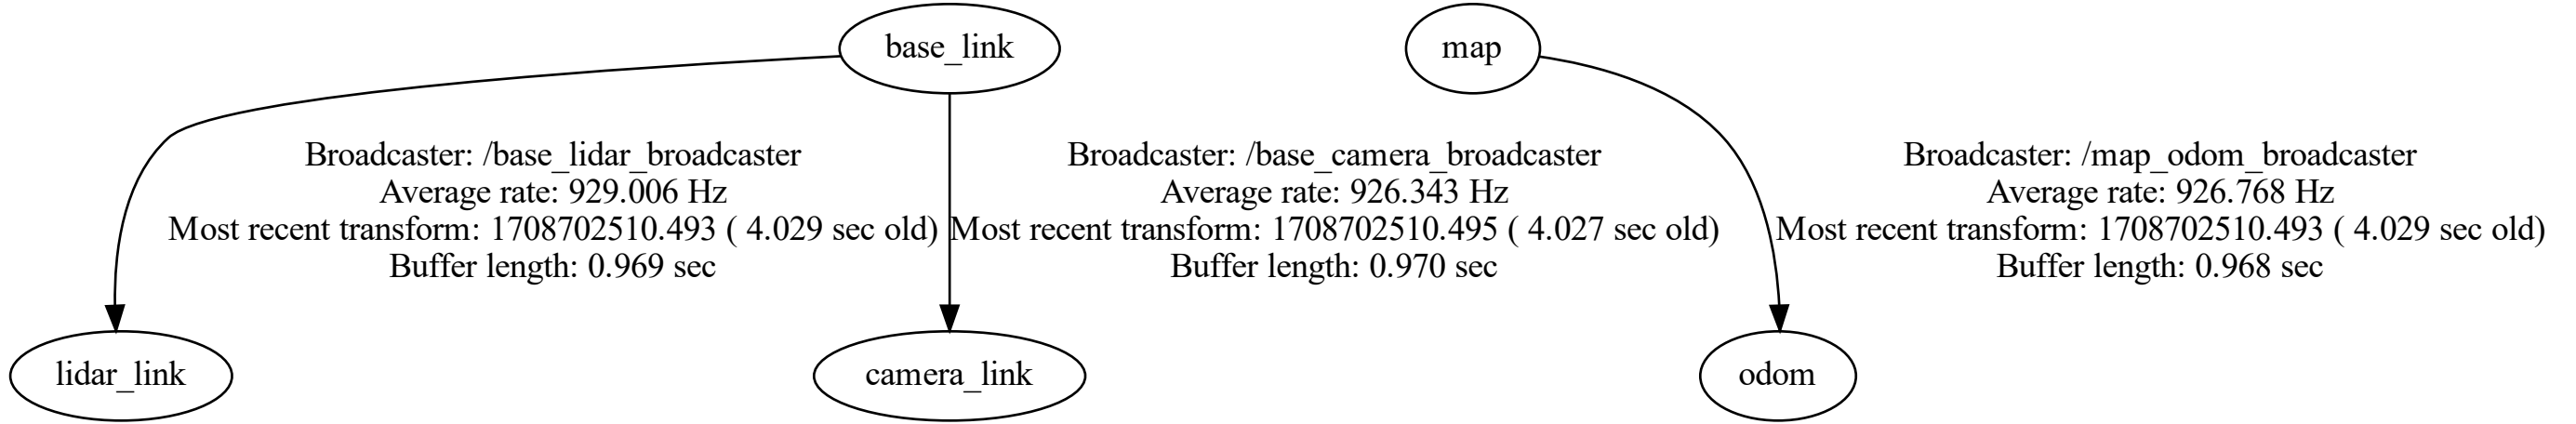 base_link
map
Broadcaster: /base_lidar_broadcaster
Average rate: 929.006 Hz
Most recent transform: 1708702510.493 ( 4.029 sec old)
Buffer length: 0.969 sec
Broadcaster: /base_camera_broadcaster
Average rate: 926.343 Hz
Most recent transform: 1708702510.495 ( 4.027 sec old)
Buffer length: 0.970 sec
Broadcaster: /map_odom_broadcaster
Average rate: 926.768 Hz
Most recent transform: 1708702510.493 ( 4.029 sec old)
Buffer length: 0.968 sec
lidar_link
camera_link
odom